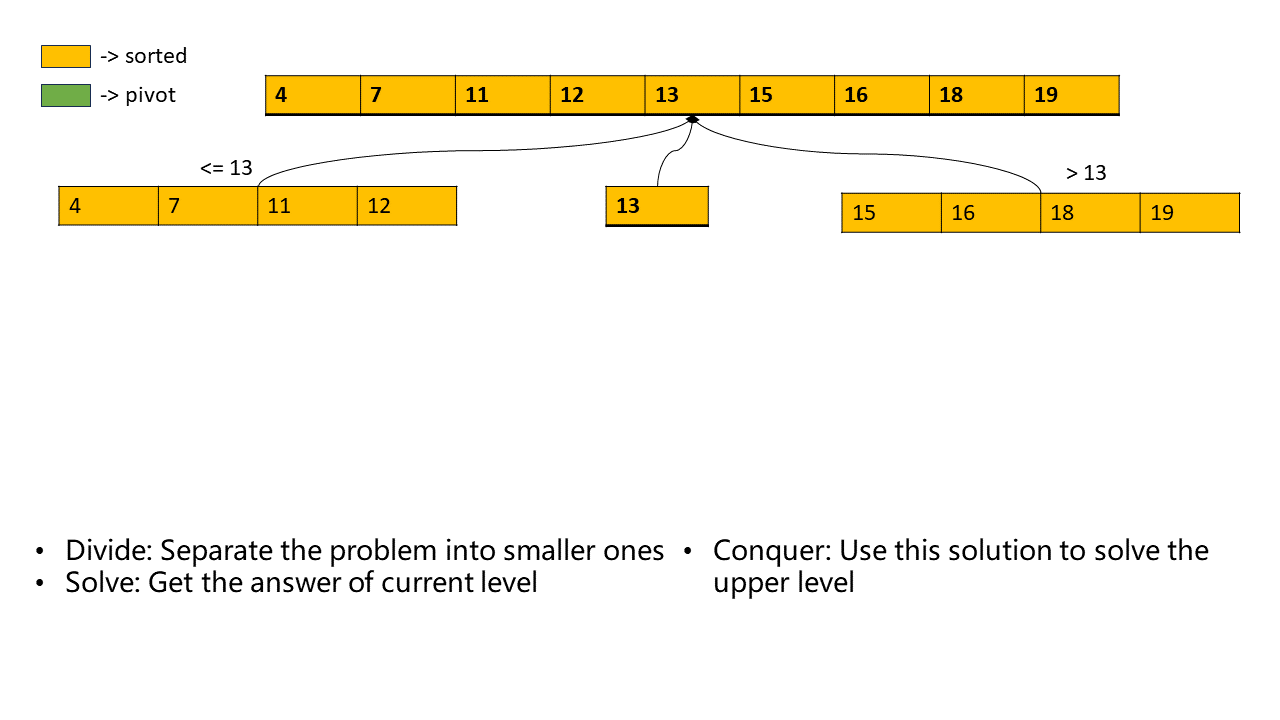 -> sorted
-> pivot
4 7 11 12 13 15 16 18 19
<= 13
> 13
4 7 11 12
13
15 16 18 19
• Divide: Separate the problem into smaller ones
• Solve: Get the answer of current level
• Conquer: Use this solution to solve the
upper level